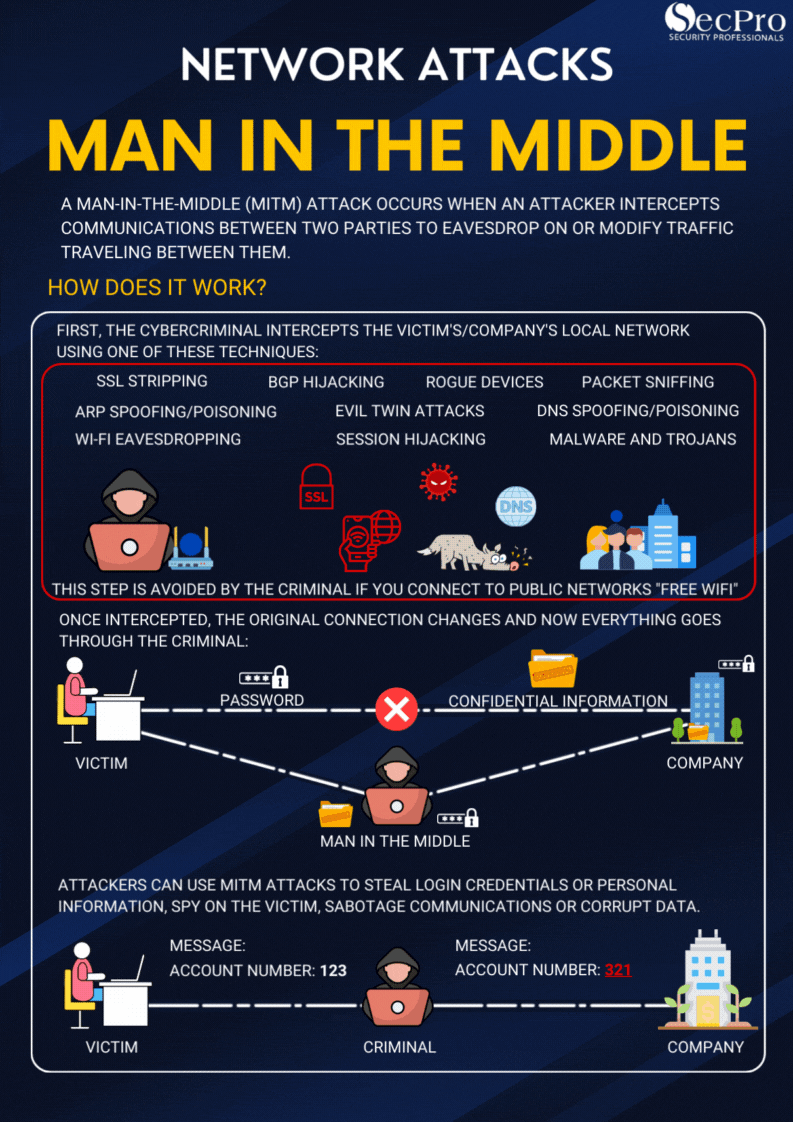 SecPro
SECURITY PROFESSIONALS
NETWORK ATTACKS
MAN IN THE MIDDLE
A MAN-IN-THE-MIDDLE (MITM) ATTACK OCCURS WHEN AN ATTACKER INTERCEPTS
COMMUNICATIONS BETWEEN TWO PARTIES TO EAVESDROP ON OR MODIFY TRAFFIC
TRAVELING BETWEEN THEM.
HOW DOES IT WORK?
FIRST, THE CYBERCRIMINAL INTERCEPTS THE VICTIM'S/COMPANY'S LOCAL NETWORK
USING ONE OF THESE TECHNIQUES:
SSL STRIPPING BGP HIJACKING ROGUE DEVICES PACKET SNIFFING
ARP SPOOFING/POISONING EVIL TWIN ATTACKS DNS SPOOFING/POISONING
WI-FI EAVESDROPPING SESSION HIJACKING MALWARE AND TROJANS
SSL
DNS
THIS STEP IS AVOIDED BY THE CRIMINAL IF YOU CONNECT TO PUBLIC NETWORKS "FREE WIFI"
ONCE INTERCEPTED, THE ORIGINAL CONNECTION CHANGES AND NOW EVERYTHING GOES
THROUGH THE CRIMINAL:
***
***
PASSWORD CONFIDENTIAL INFORMATION
VICTIM COMPANY
***
MAN IN THE MIDDLE
ATTACKERS CAN USE MITM ATTACKS TO STEAL LOGIN CREDENTIALS OR PERSONAL
INFORMATION, SPY ON THE VICTIM, SABOTAGE COMMUNICATIONS OR CORRUPT DATA.
MESSAGE: MESSAGE:
ACCOUNT NUMBER: 123 ACCOUNT NUMBER: 321
VICTIM CRIMINAL COMPANY